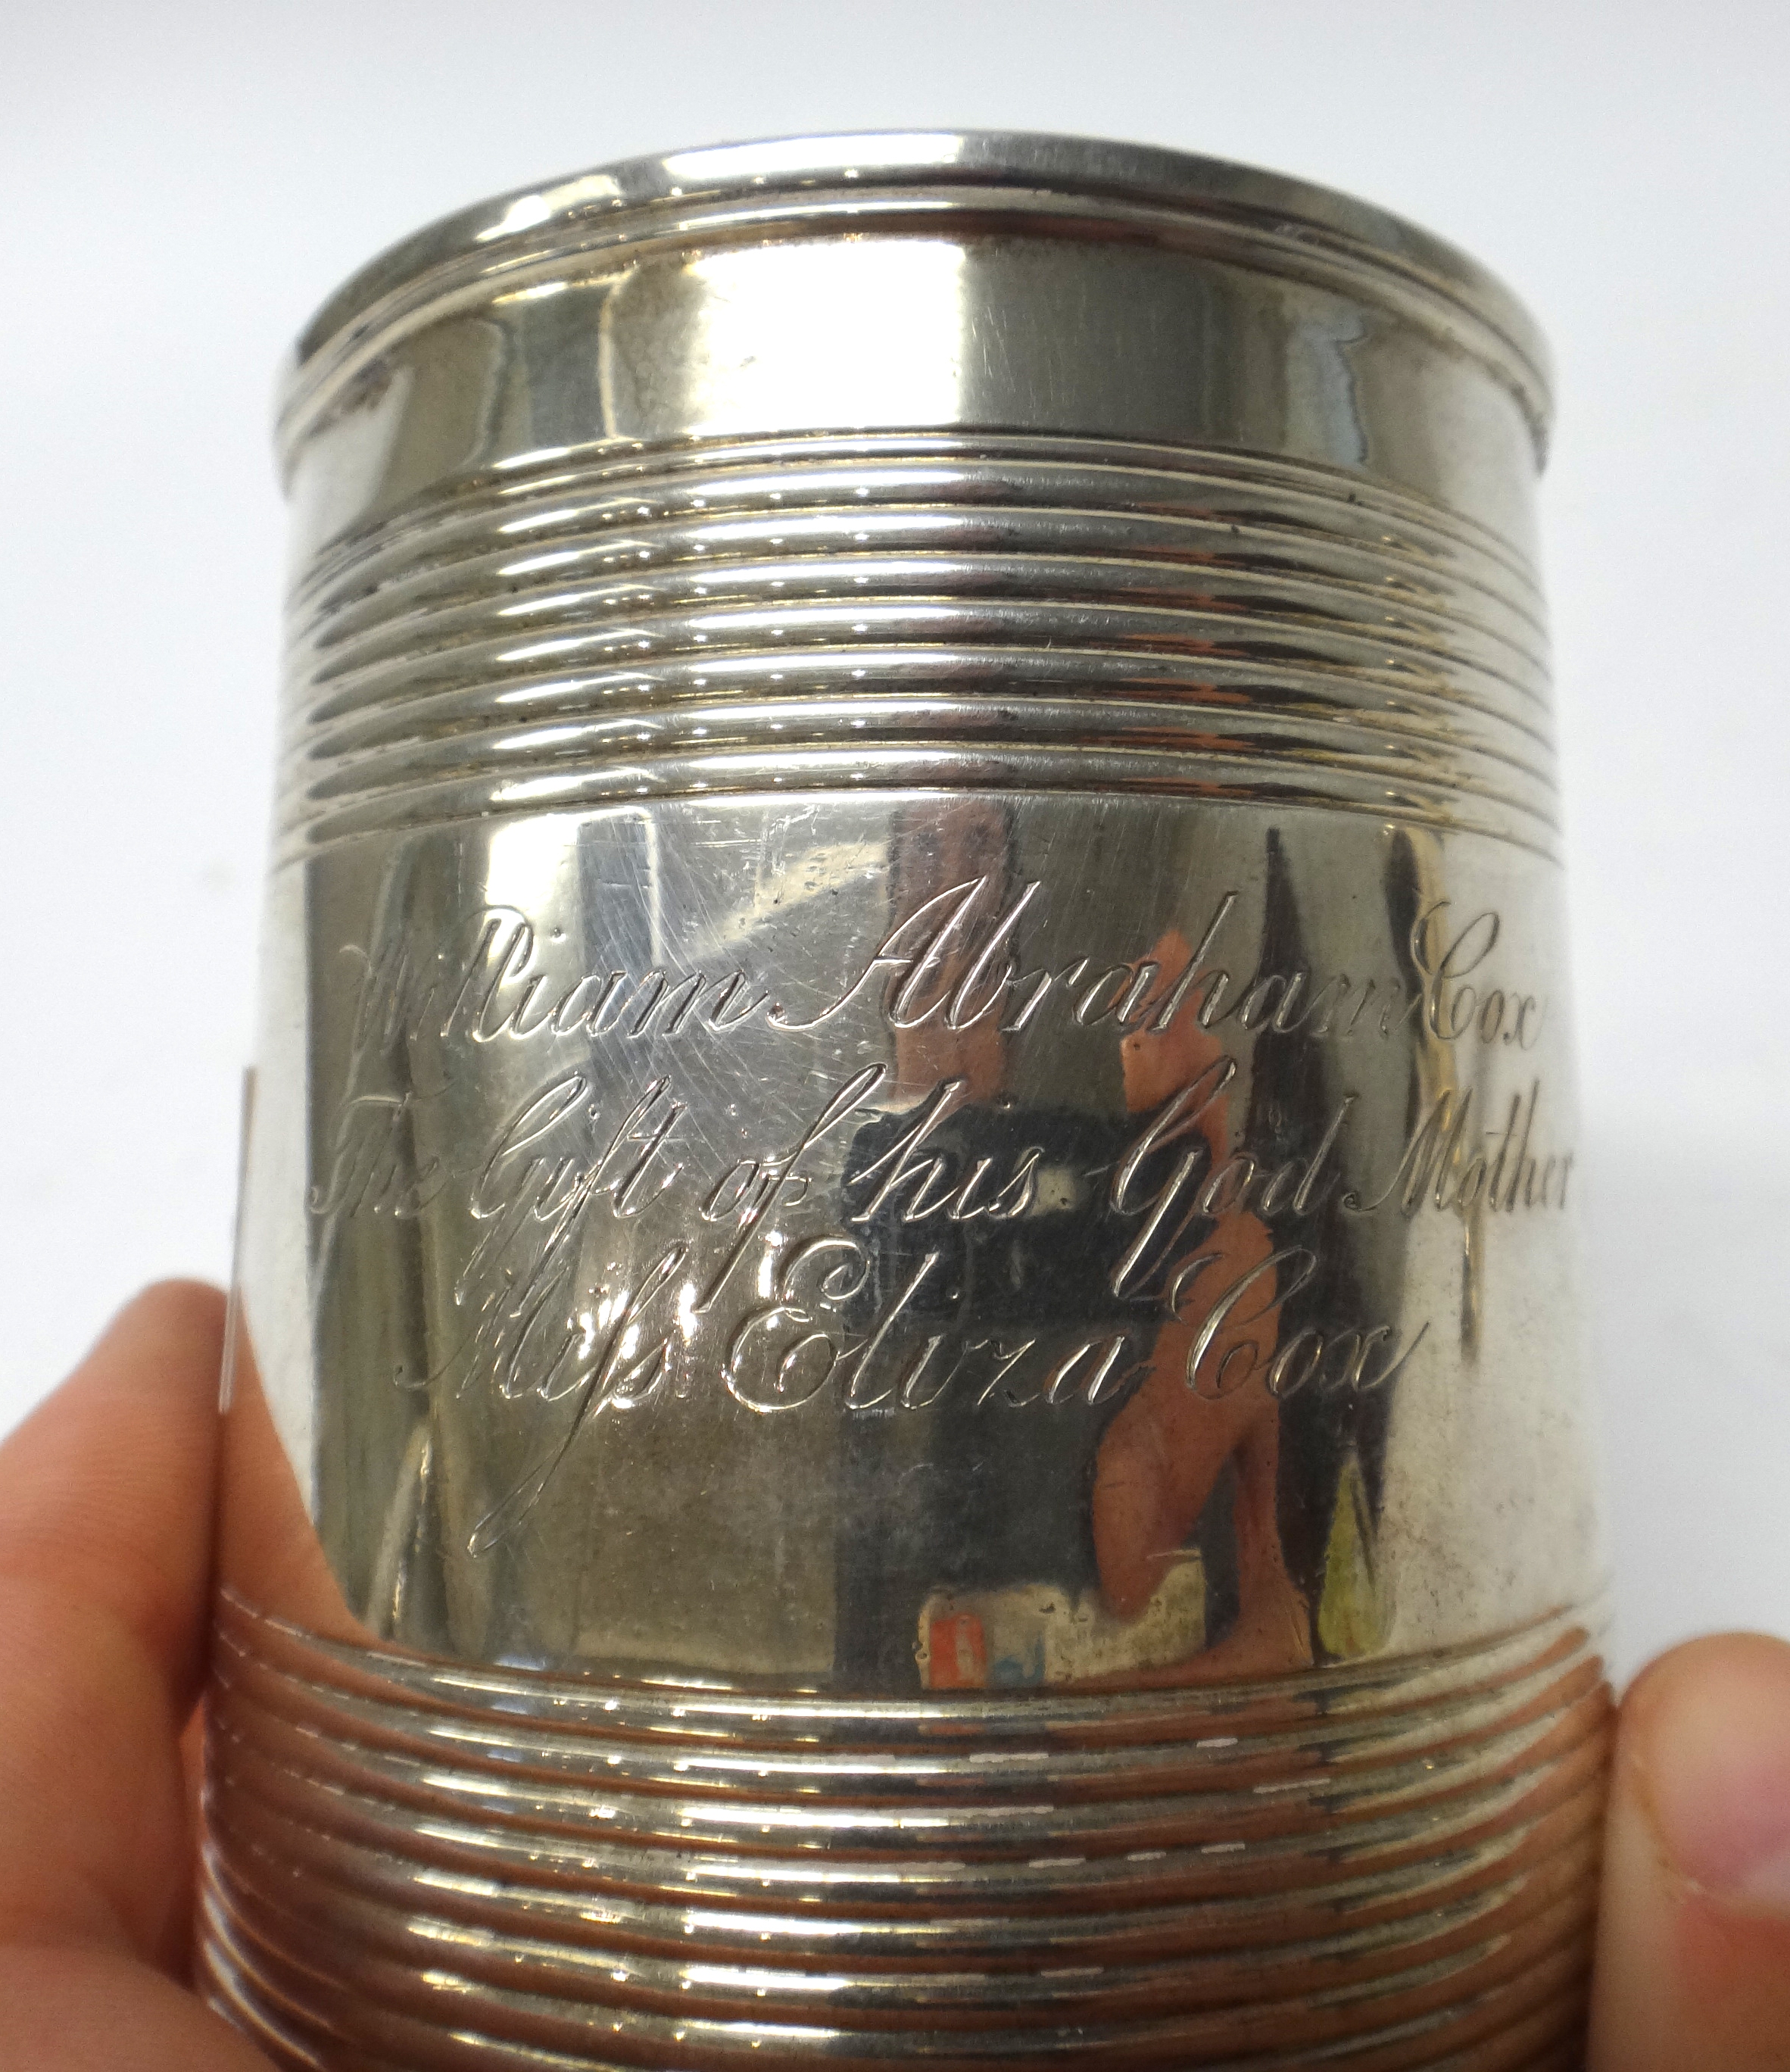 William Abraham Cox
The Gift of his God Mother
Miſs Eliza Cox